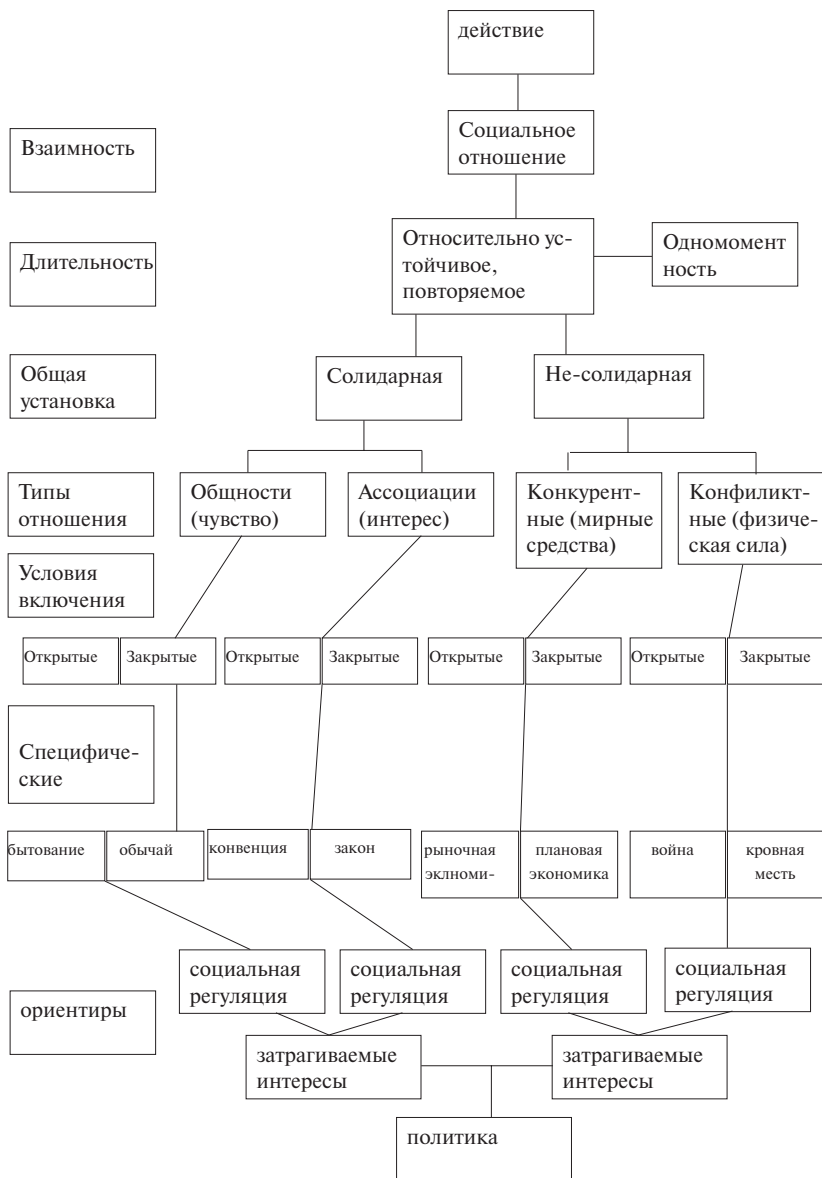 действие
Социальное
отношение
Взаимность
Относительно ус-
тойчивое,
повторяемое
Одномомент
ность
Длительность
Общая
установка
Солидарная
Не-солидарная
Типы
отношения
Общности
(чувство)
Ассоциации
(интерес)
Конкурент-
ные (мирные
средства)
Конфиликт-
ные (физиче-
ская сила)
Условия
включения
Открытые
Закрытые
Открытые
Закрытые
Открытые
Закрытые
Открытые
Закрытые
Специфиче-
ские
бытование
обычай
конвенция
закон
рыночная
эклноми-
плановая
экономика
война
кровная
месть
ориентиры
социальная
регуляция
социальная
регуляция
социальная
регуляция
социальная
регуляция
затрагиваемые
интересы
затрагиваемые
интересы
политика